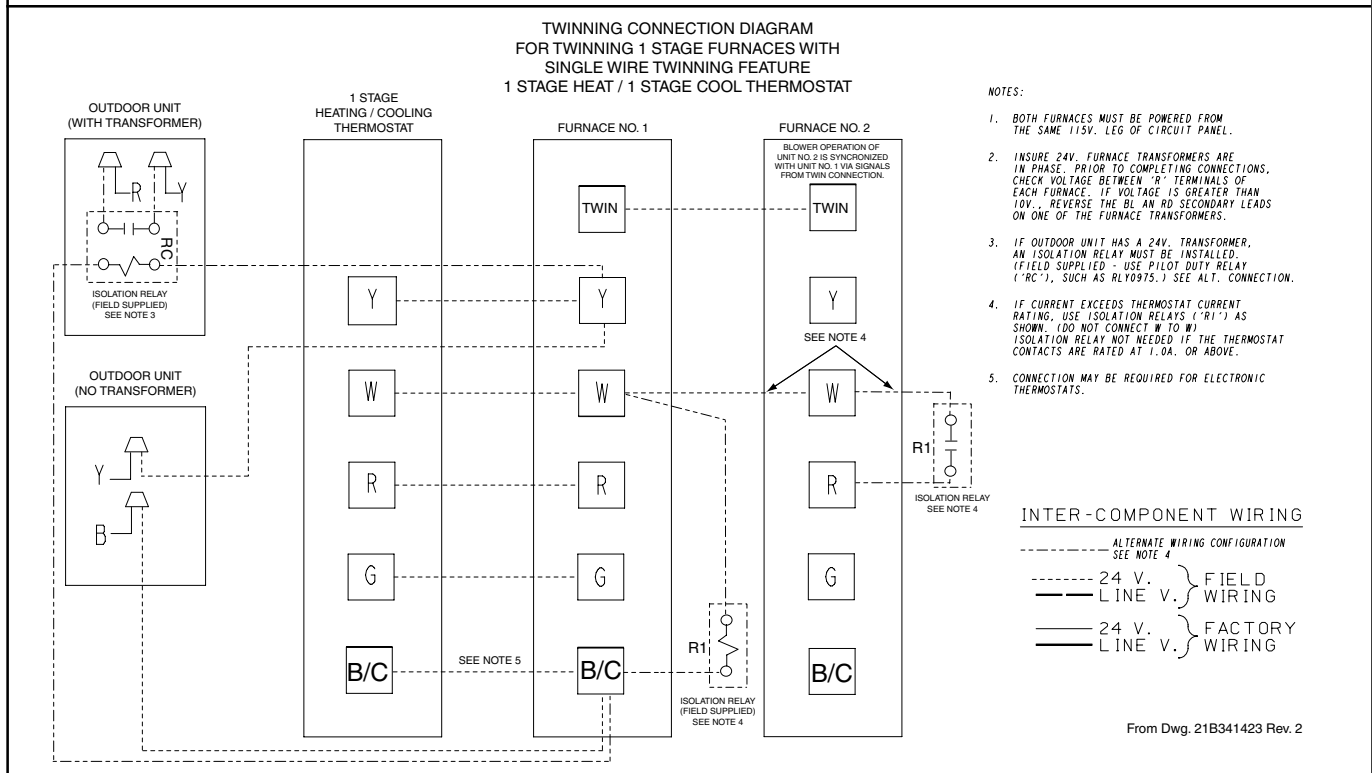 TWINNING CONNECTION DIAGRAM
FOR TWINNING 1 STAGE FURNACES WITH
SINGLE WIRE TWINNING FEATURE
1 STAGE HEAT / 1 STAGE COOL THERMOSTAT
OUTDOOR UNIT
(WITH TRANSFORMER)
R
Y
RC
ISOLATION RELAY
(FIELD SUPPLIED)
SEE NOTE 3
OUTDOOR UNIT
(NO TRANSFORMER)
Y
B
1 STAGE
HEATING / COOLING
THERMOSTAT
Y
W
R
G
B/C
SEE NOTE 5
FURNACE NO. 1
TWIN
Y
W
R
G
B/C
R1
ISOLATION RELAY
(FIELD SUPPLIED)
SEE NOTE 4
FURNACE NO. 2
BLOWER OPERATION OF
UNIT NO. 2 IS SYNCRONIZED
WITH UNIT NO. 1 VIA SIGNALS
FROM TWIN CONNECTION.
TWIN
Y
SEE NOTE 4
W
R
G
B/C
R1
ISOLATION RELAY
SEE NOTE 4
NOTES:
1. BOTH FURNACES MUST BE POWERED FROM
THE SAME 115V. LEG OF CIRCUIT PANEL.
2. INSURE 24V. FURNACE TRANSFORMERS ARE
IN PHASE. PRIOR TO COMPLETING CONNECTIONS,
CHECK VOLTAGE BETWEEN 'R' TERMINALS OF
EACH FURNACE. IF VOLTAGE IS GREATER THAN
10V., REVERSE THE BL AN RD SECONDARY LEADS
ON ONE OF THE FURNACE TRANSFORMERS.
3. IF OUTDOOR UNIT HAS A 24V. TRANSFORMER,
AN ISOLATION RELAY MUST BE INSTALLED.
(FIELD SUPPLIED - USE PILOT DUTY RELAY
('RC'), SUCH AS RLY0975.) SEE ALT. CONNECTION.
4. IF CURRENT EXCEEDS THERMOSTAT CURRENT
RATING, USE ISOLATION RELAYS ('R1') AS
SHOWN. (DO NOT CONNECT W TO W)
ISOLATION RELAY NOT NEEDED IF THE THERMOSTAT
CONTACTS ARE RATED AT 1.0A. OR ABOVE.
5. CONNECTION MAY BE REQUIRED FOR ELECTRONIC
THERMOSTATS.
INTER-COMPONENT WIRING
ALTERNATE WIRING CONFIGURATION
SEE NOTE 4
24 V.
LINE V.
FIELD
WIRING
24 V.
LINE V.
FACTORY
WIRING
From Dwg. 21B341423 Rev. 2